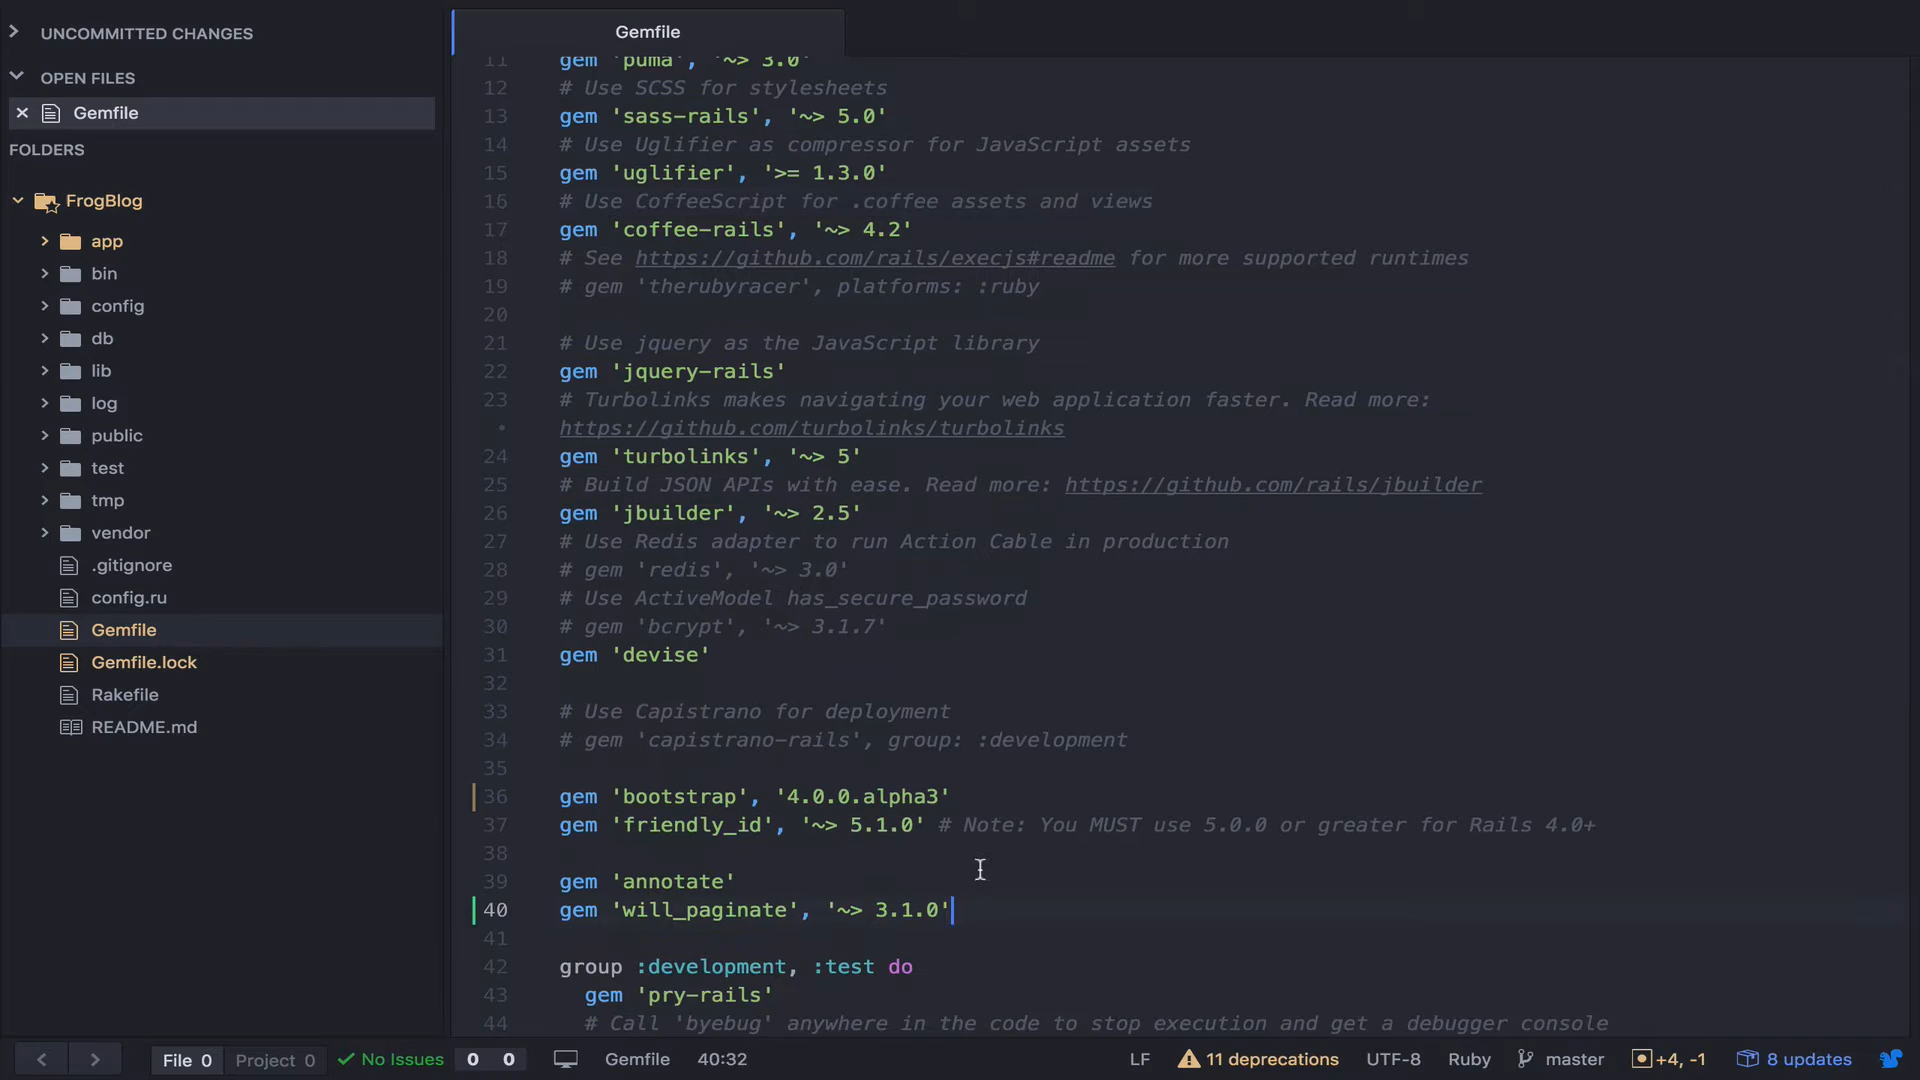 UNCOMMITTED CHANGES
OPEN FILES
Gemfile
FOLDERS
FrogBlog
app
bin
config
db
lib
log
public
test
tmp
vendor
.gitignore
config.ru
Gemfile
Gemfile.lock
Rakefile
README.md
Gemfile
11 gem 'puma', '~> 3.0'
12 # Use SCSS for stylesheets
13 gem 'sass-rails', '~> 5.0'
14 # Use Uglifier as compressor for JavaScript assets
15 gem 'uglifier', '>= 1.3.0'
16 # Use CoffeeScript for .coffee assets and views
17 gem 'coffee-rails', '~> 4.2'
18 # See https://github.com/rails/execjs#readme for more supported runtimes
19 # gem 'therubyracer', platforms: :ruby
20
21 # Use jquery as the JavaScript library
22 gem 'jquery-rails'
23 # Turbolinks makes navigating your web application faster. Read more:
• https://github.com/turbolinks/turbolinks
24 gem 'turbolinks', '~> 5'
25 # Build JSON APIs with ease. Read more: https://github.com/rails/jbuilder
26 gem 'jbuilder', '~> 2.5'
27 # Use Redis adapter to run Action Cable in production
28 # gem 'redis', '~> 3.0'
29 # Use ActiveModel has_secure_password
30 # gem 'bcrypt', '~> 3.1.7'
31 gem 'devise'
32
33 # Use Capistrano for deployment
34 # gem 'capistrano-rails', group: :development
35
36 gem 'bootstrap', '4.0.0.alpha3'
37 gem 'friendly_id', '~> 5.1.0' # Note: You MUST use 5.0.0 or greater for Rails 4.0+
38
39 gem 'annotate'
40 gem 'will_paginate', '~> 3.1.0'
41
42 group :development, :test do
43 gem 'pry-rails'
44 # Call 'byebug' anywhere in the code to stop execution and get a debugger console
File 0 Project 0 No Issues 0 0 Gemfile 40:32 LF 11 deprecations UTF-8 Ruby master +4, -1 8 updates